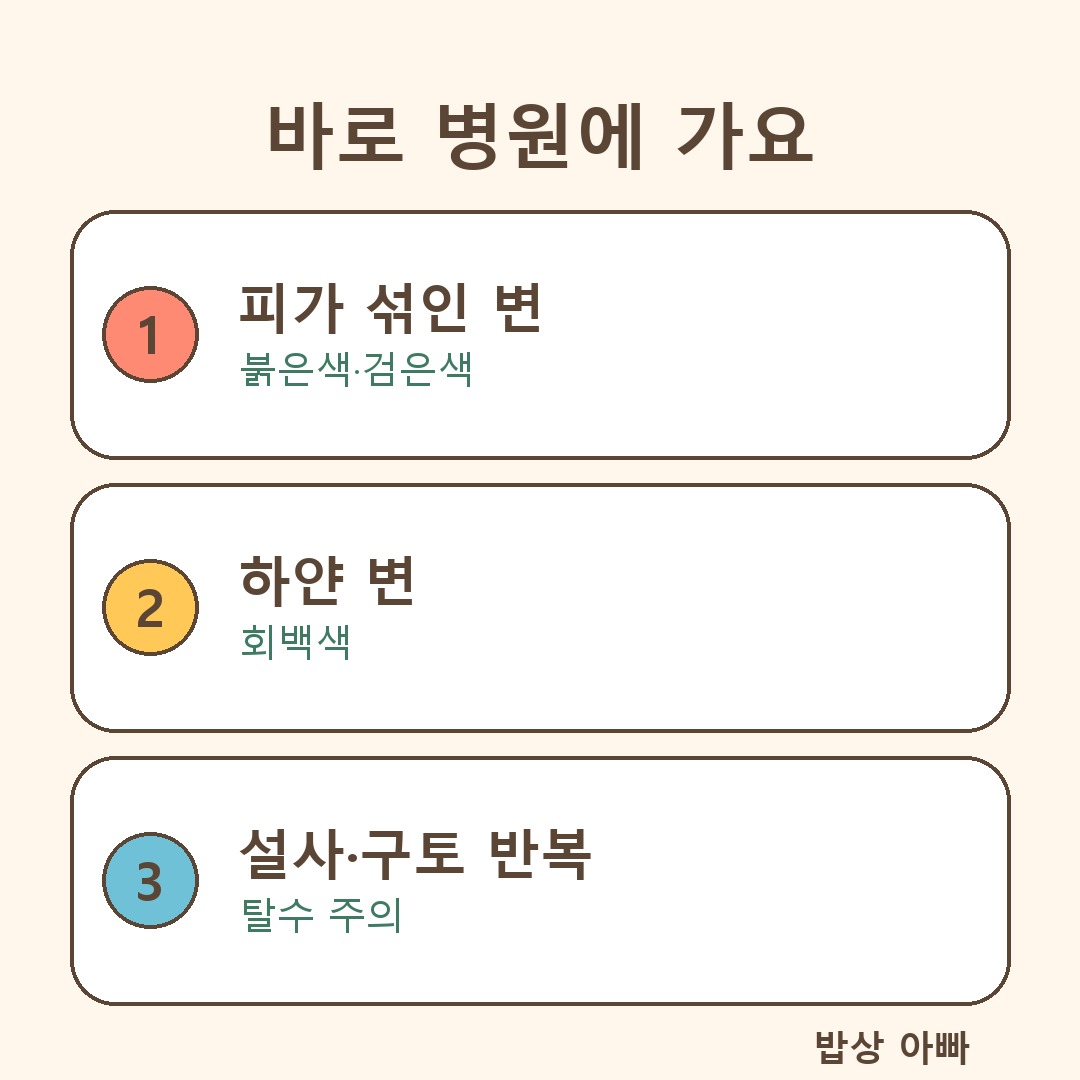 바로 병원에 가요
1
피가 섞인 변
붉은색·검은색
2
하얀 변
회백색
3
설사·구토 반복
탈수 주의
밥상 아빠